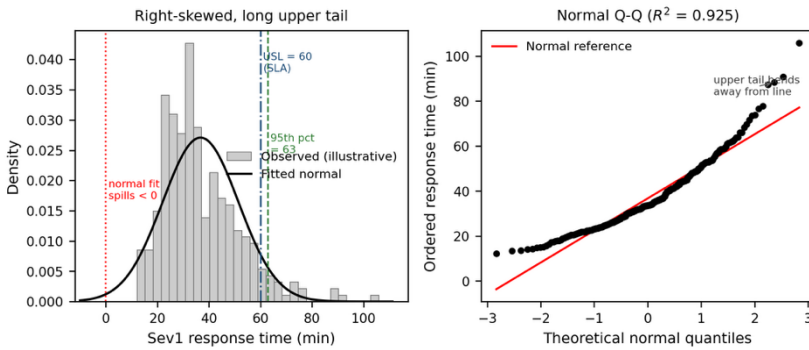 Right-skewed, long upper tail
0.040
0.035
0.030
0.025
0.020
0.015
0.010
0.005
0.000
Density
USL = 60
(SLA)
95th pct
= 63
Observed (illustrative)
Fitted normal
normal fit
spills < 0
0 20 40 60 80 100
Sev1 response time (min)
Normal Q-Q (R² = 0.925)
Normal reference
upper tail bends
away from line
100
80
60
40
20
0
Ordered response time (min)
−3 −2 −1 0 1 2 3
Theoretical normal quantiles